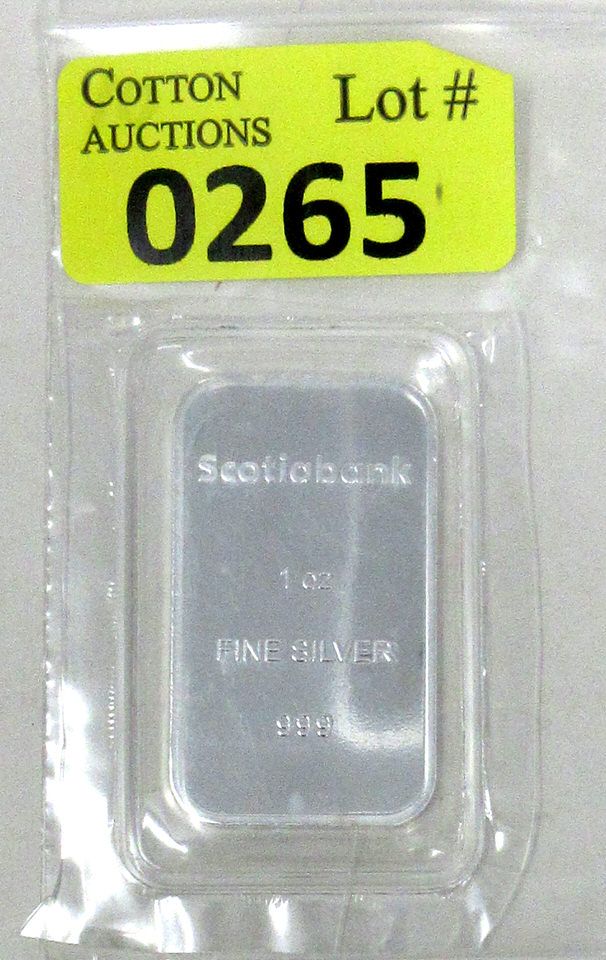 COTTON
AUCTIONS
Lot #
0265
Scotiabank
1 oz
FINE SILVER
999